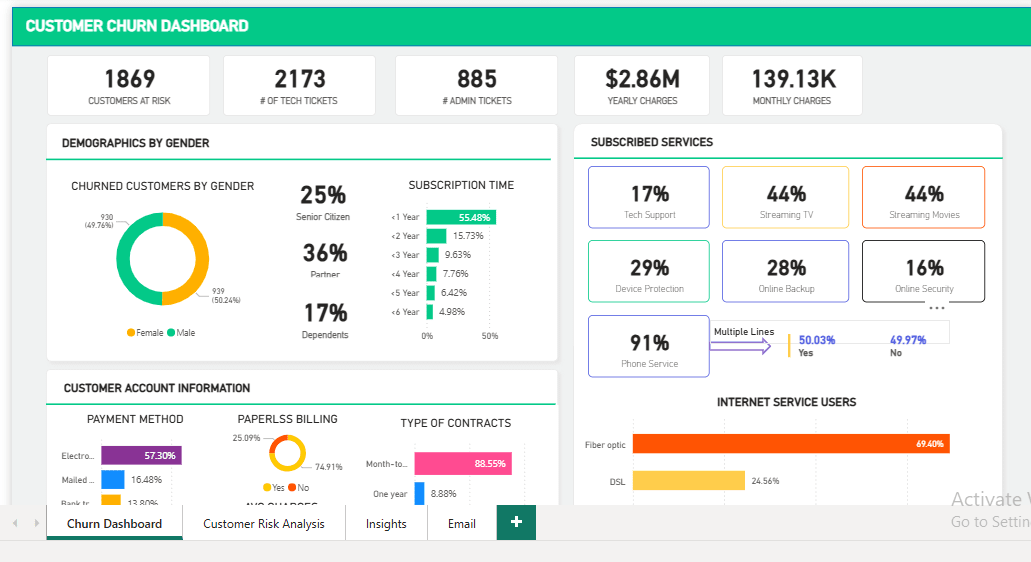 CUSTOMER CHURN DASHBOARD
1869
CUSTOMERS AT RISK
2173
# OF TECH TICKETS
885
# ADMIN TICKETS
$2.86M
YEARLY CHARGES
139.13K
MONTHLY CHARGES
DEMOGRAPHICS BY GENDER
CHURNED CUSTOMERS BY GENDER
930
(49.76%)
939
(50.24%)
Female Male
25%
Senior Citizen
36%
Partner
17%
Dependents
SUBSCRIPTION TIME
<1 Year 55.48%
<2 Year 15.73%
<3 Year 9.63%
<4 Year 7.76%
<5 Year 6.42%
<6 Year 4.98%
0% 50%
SUBSCRIBED SERVICES
17%
Tech Support
44%
Streaming TV
44%
Streaming Movies
29%
Device Protection
28%
Online Backup
16%
Online Security
91%
Phone Service
Multiple Lines
50.03%
Yes
49.97%
No
INTERNET SERVICE USERS
Fiber optic 69.40%
DSL 24.56%
CUSTOMER ACCOUNT INFORMATION
PAYMENT METHOD
Electro... 57.30%
Mailed ... 16.48%
Bank tr... 13.80%
PAPERLSS BILLING
25.09%
74.91%
Yes No
AVG CHARGES
TYPE OF CONTRACTS
Month-to... 88.55%
One year 8.88%
Activate
Go to Settin
Churn Dashboard Customer Risk Analysis Insights Email +